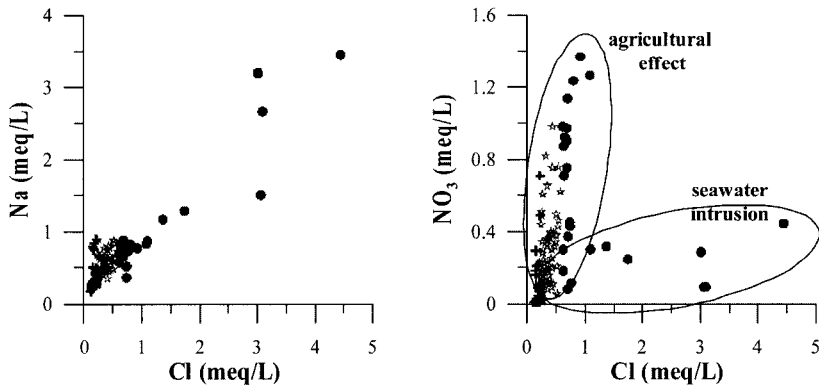 4
3
2
1
0
Na (meq/L)
0 1 2 3 4 5
Cl (meq/L)
1.6
1.2
0.8
0.4
0
NO₃ (meq/L)
agricultural
effect
seawater
intrusion
0 1 2 3 4 5
Cl (meq/L)